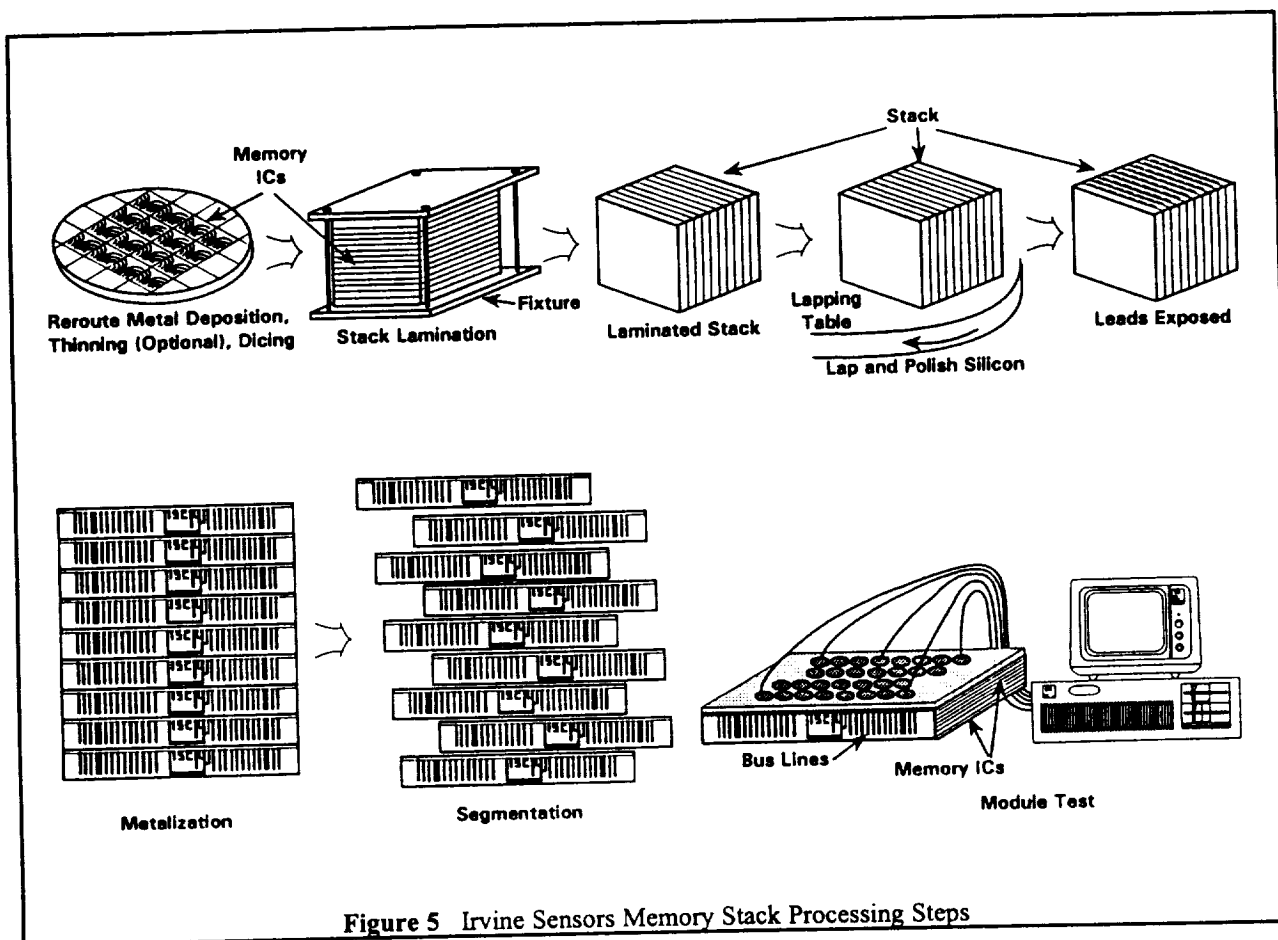 Stack
Memory
ICs
Fixture
Reroute Metal Deposition,
Thinning (Optional), Dicing
Stack Lamination
Laminated Stack
Lapping
Table
Lap and Polish Silicon
Leads Exposed
Metalization
Segmentation
Bus Lines
Memory ICs
Module Test
Figure 5 Irvine Sensors Memory Stack Processing Steps